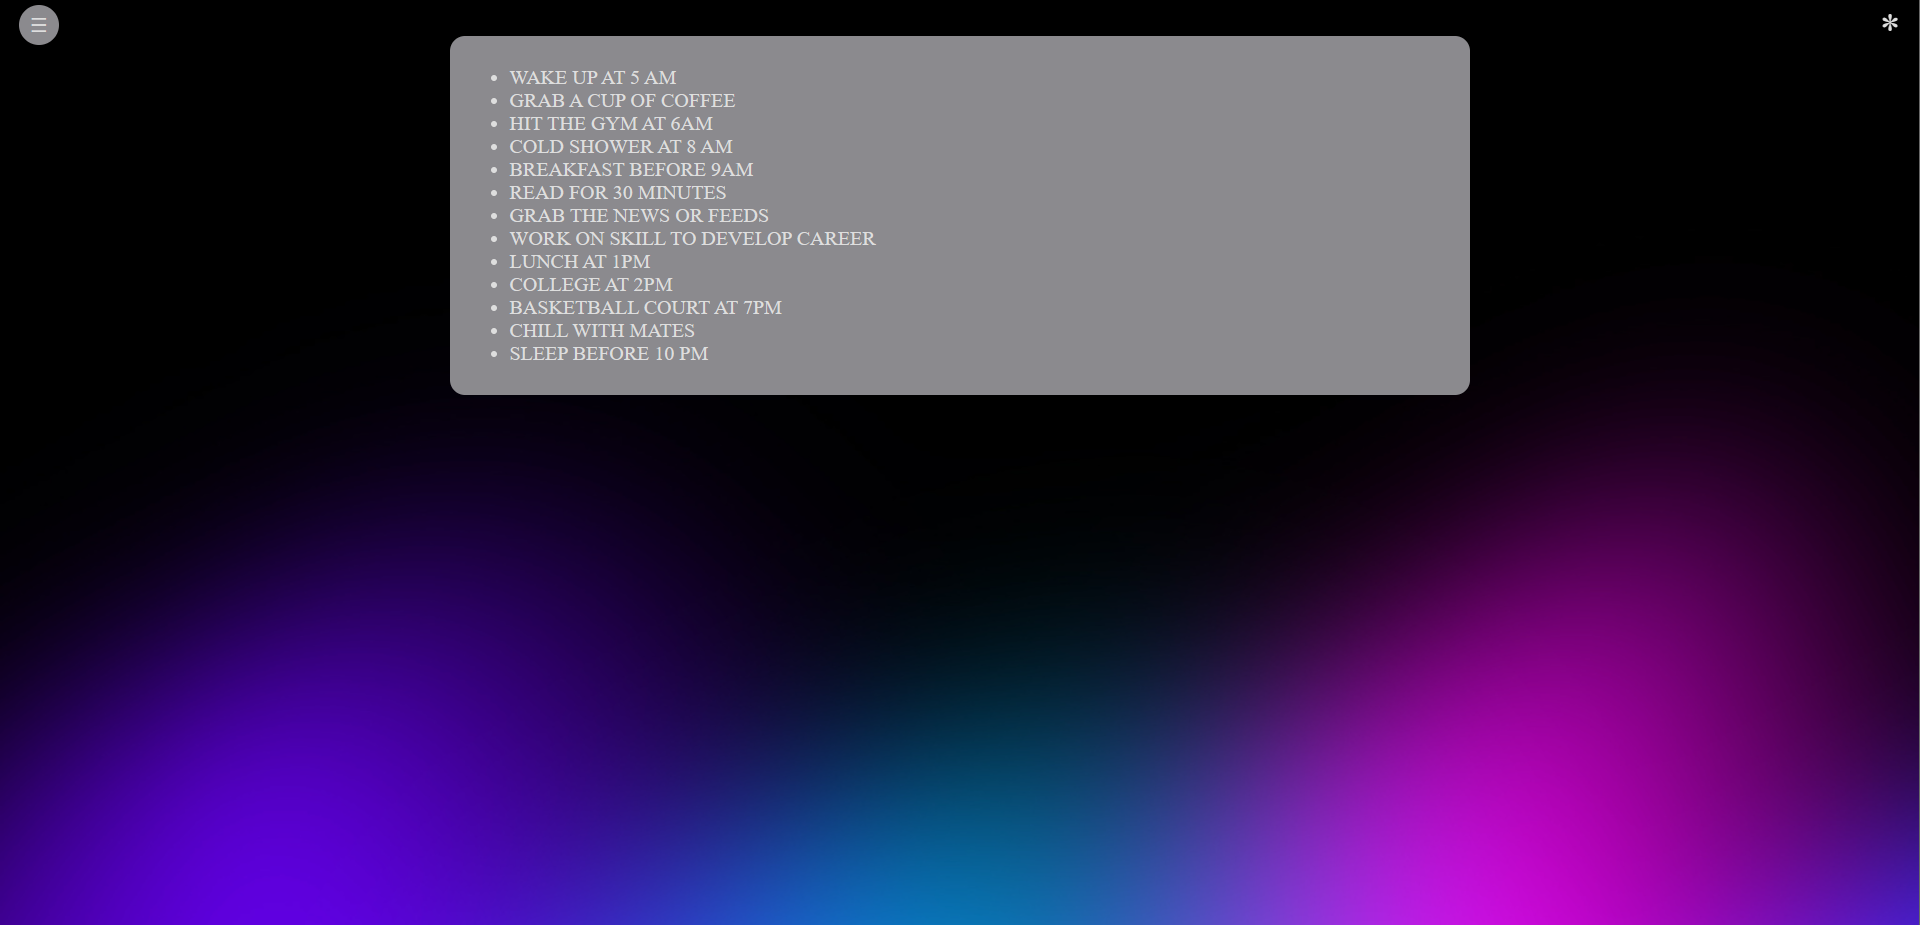 WAKE UP AT 5 AM
GRAB A CUP OF COFFEE
HIT THE GYM AT 6AM
COLD SHOWER AT 8 AM
BREAKFAST BEFORE 9AM
READ FOR 30 MINUTES
GRAB THE NEWS OR FEEDS
WORK ON SKILL TO DEVELOP CAREER
LUNCH AT 1PM
COLLEGE AT 2PM
BASKETBALL COURT AT 7PM
CHILL WITH MATES
SLEEP BEFORE 10 PM